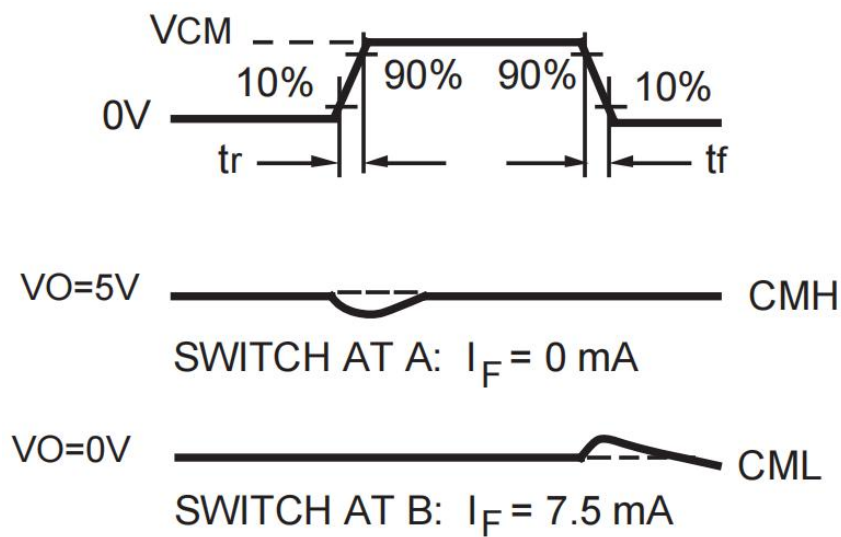 VCM
10% 90% 90% 10%
0V
tr tf
VO=5V CMH
SWITCH AT A: IF = 0 mA
VO=0V CML
SWITCH AT B: IF = 7.5 mA